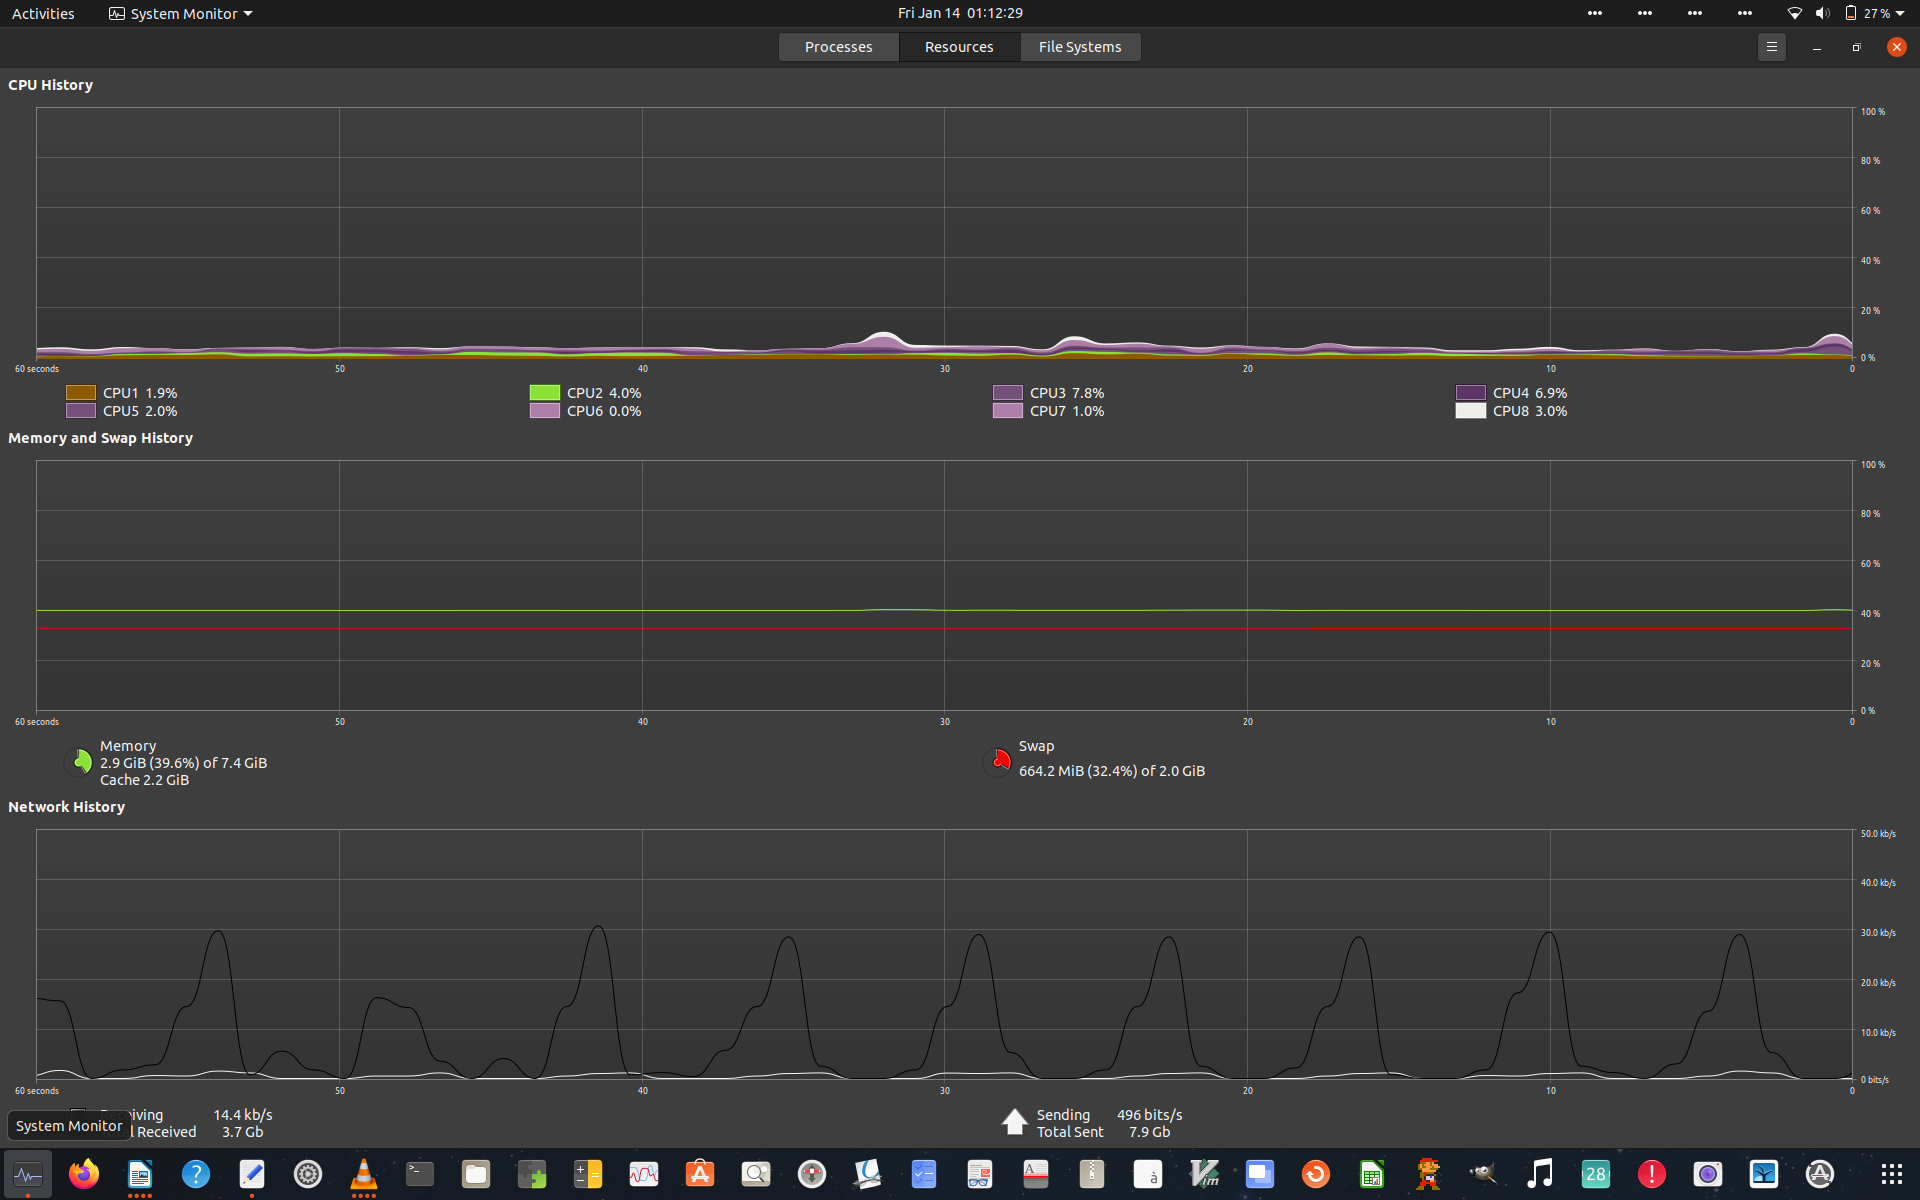 Activities
System Monitor
Fri Jan 14 01:12:29
27 %
Processes
Resources
File Systems
CPU History
100 %
80 %
60 %
40 %
20 %
0 %
60 seconds 50 40 30 20 10 0
CPU1 1.9% CPU2 4.0% CPU3 7.8% CPU4 6.9%
CPU5 2.0% CPU6 0.0% CPU7 1.0% CPU8 3.0%
Memory and Swap History
100 %
80 %
60 %
40 %
20 %
0 %
60 seconds 50 40 30 20 10 0
Memory
2.9 GiB (39.6%) of 7.4 GiB
Cache 2.2 GiB
Swap
664.2 MiB (32.4%) of 2.0 GiB
Network History
50.0 kb/s
40.0 kb/s
30.0 kb/s
20.0 kb/s
10.0 kb/s
0 bits/s
60 seconds 50 40 30 20 10 0
14.4 kb/s
Received 3.7 Gb
Sending 496 bits/s
Total Sent 7.9 Gb
System Monitor
28